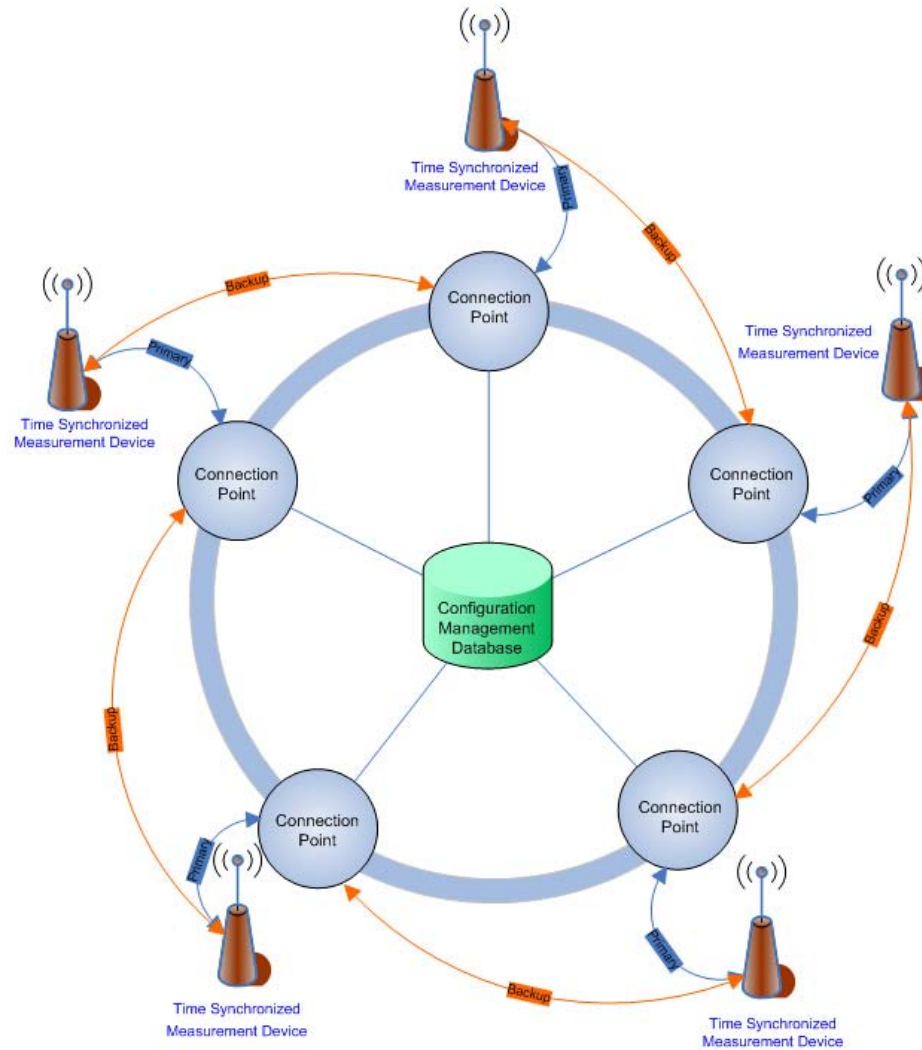 Time Synchronized
Measurement Device
Primary
Backup
Backup
Connection
Point
Time Synchronized
Measurement Device
Primary
Time Synchronized
Measurement Device
Connection
Point
Connection
Point
Primary
Configuration
Management
Database
Backup
Backup
Connection
Point
Connection
Point
Primary
Primary
Backup
Time Synchronized
Measurement Device
Time Synchronized
Measurement Device